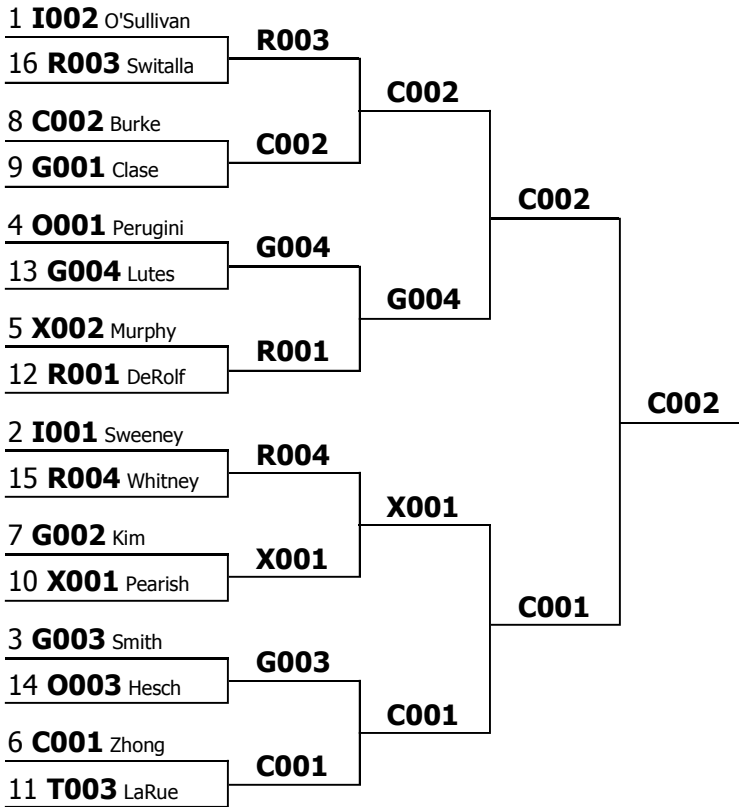 1 I002 O'Sullivan
16 R003 Switalla
8 C002 Burke
9 G001 Clase
4 O001 Perugini
13 G004 Lutes
5 X002 Murphy
12 R001 DeRolf
2 I001 Sweeney
15 R004 Whitney
7 G002 Kim
10 X001 Pearish
3 G003 Smith
14 O003 Hesch
6 C001 Zhong
11 T003 LaRue
R003
C002
G004
R001
R004
X001
G003
C001
C002
G004
X001
C001
C002
C001
C002